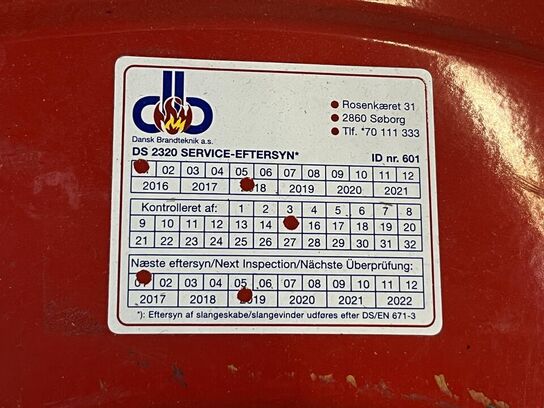 Dansk Brandteknik a.s.
Rosenkæret 31
2860 Søborg
Tlf. *70 111 333
DS 2320 SERVICE-EFTERSYN* ID nr. 601
02 03 04 05 06 07 08 09 10 11 12
2016 2017 2018 2019 2020 2021
Kontrolleret af: 1 2 3 4 5 6 7 8
9 10 11 12 13 14 16 17 18 19 20
21 22 23 24 25 26 27 28 29 30 31 32
Næste eftersyn/Next Inspection/Nächste Überprüfung:
01 02 03 04 05 06 07 08 09 10 11 12
2017 2018 2019 2020 2021 2022
*): Eftersyn af slangeskabe/slangevinder udføres efter DS/EN 671-3